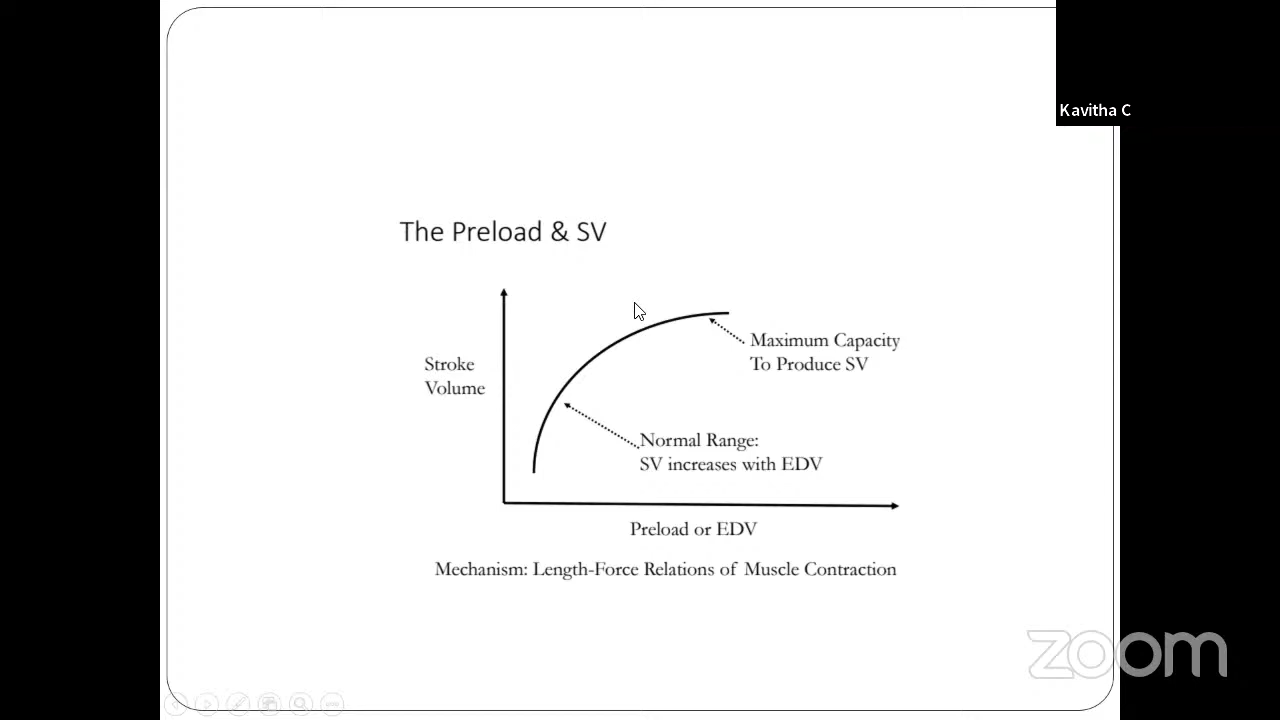 Kavitha C
The Preload & SV
Stroke
Volume
Maximum Capacity
To Produce SV
Normal Range:
SV increases with EDV
Preload or EDV
Mechanism: Length-Force Relations of Muscle Contraction
zoom